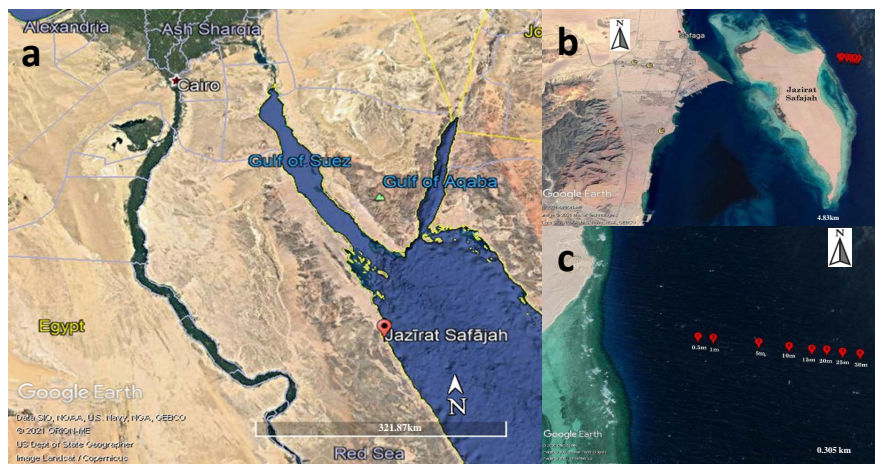 Alexandria
Ash Sharqia
a
Cairo
Gulf of Suez
Gulf of Aqaba
Egypt
Jazīrat Safājah
Google Earth
Data SIO, NOAA, U.S. Navy, NGA, GEBCO
© 2021 ORION-ME
US Dept of State Geographer
Image Landsat / Copernicus
321.87km
N
Red Sea
b
N
Safaga
Jazirat
Safajah
Google Earth
4.83km
c
N
0.5m
1m
5m
10m
15m
20m
25m
30m
Google Earth
0.305 km